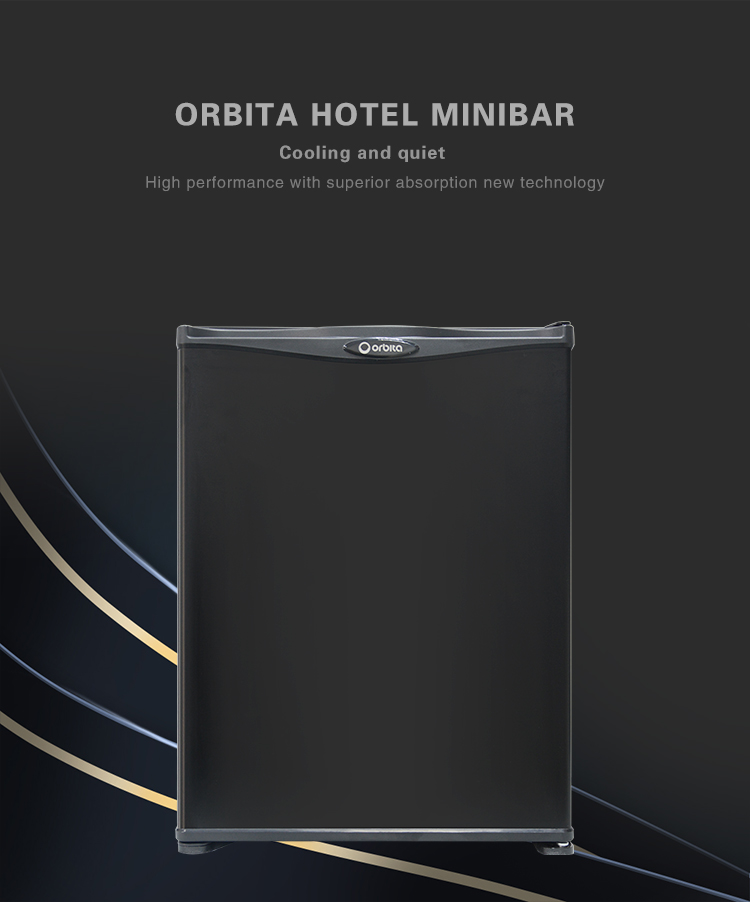 ORBITA HOTEL MINIBAR
Cooling and quiet
High performance with superior absorption new technology
orbita